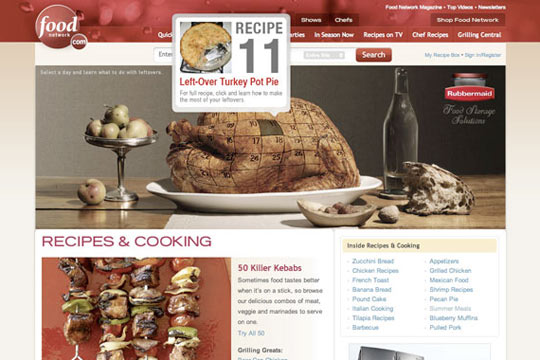 food
network
.com
Food Network Magazine • Top Videos • Newsletters
Shows Chefs
Shop Food Network
RECIPE
11
Left-Over Turkey Pot Pie
For full recipe, click and learn how to make the most of your leftovers.
In Season Now Recipes on TV Chef Recipes Grilling Central
Search
My Recipe Box • Sign In/Register
Select a day and learn what to do with leftovers.
Rubbermaid
Food Storage
Solutions
RECIPES & COOKING
50 Killer Kebabs
Sometimes food tastes better
when it's on a stick, so browse
our delicious combos of meat,
veggie and marinades to serve
on one.
Try All 50
Grilling Greats:
Inside Recipes & Cooking
Zucchini Bread
Chicken Recipes
French Toast
Banana Bread
Pound Cake
Italian Cooking
Tilapia Recipes
Barbecue
Appetizers
Grilled Chicken
Mexican Food
Shrimp Recipes
Pecan Pie
Summer Meals
Blueberry Muffins
Pulled Pork